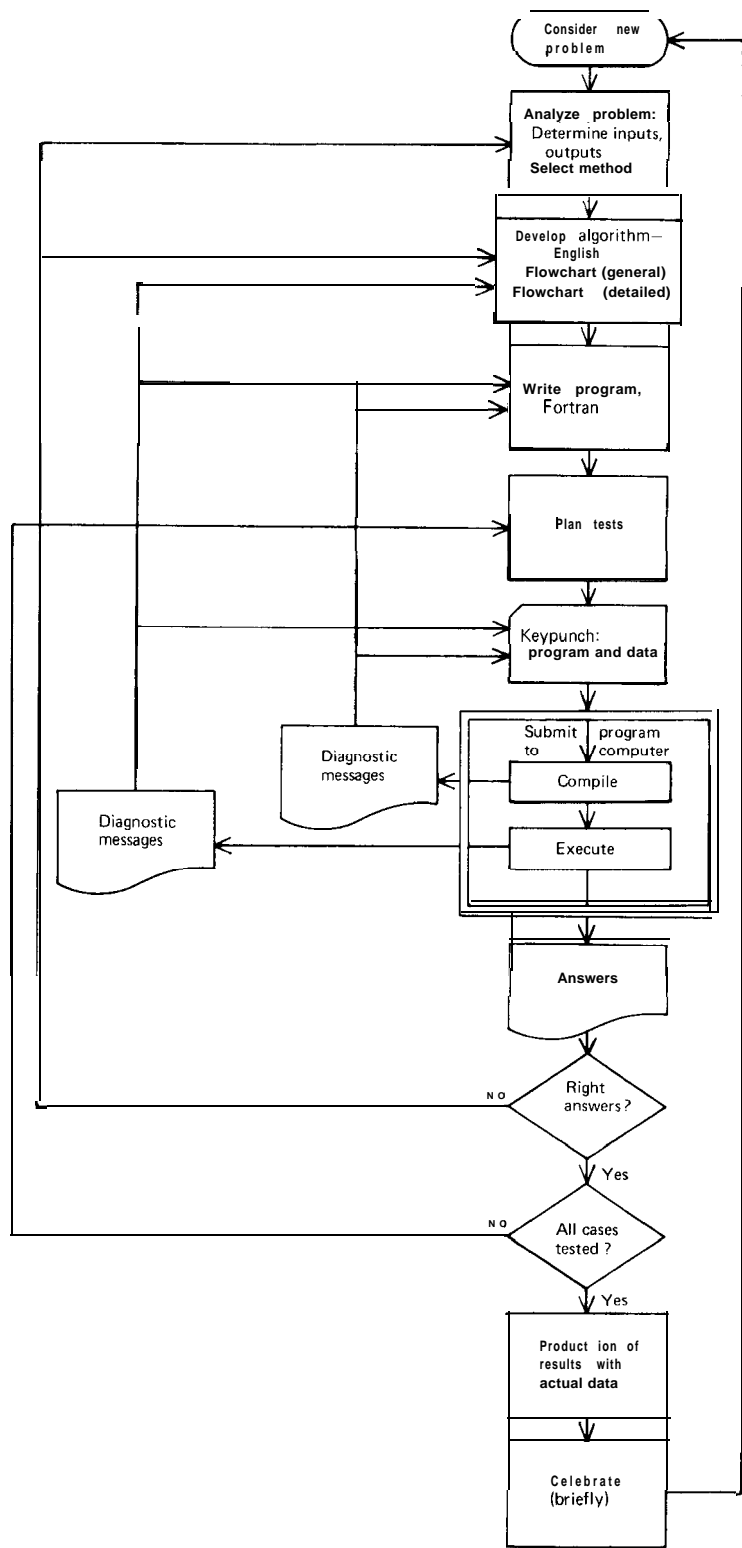 Consider new
problem
Analyze problem:
Determine inputs,
outputs
Select method
Develop algorithm—
English
Flowchart (general)
Flowchart (detailed)
Write program,
Fortran
Plan tests
Keypunch:
program and data
Submit program
to computer
Compile
Diagnostic
messages
Diagnostic
messages
Execute
Answers
Right
answers?
NO
Yes
All cases
tested?
NO
Yes
Product ion of
results with
actual data
Celebrate
(briefly)